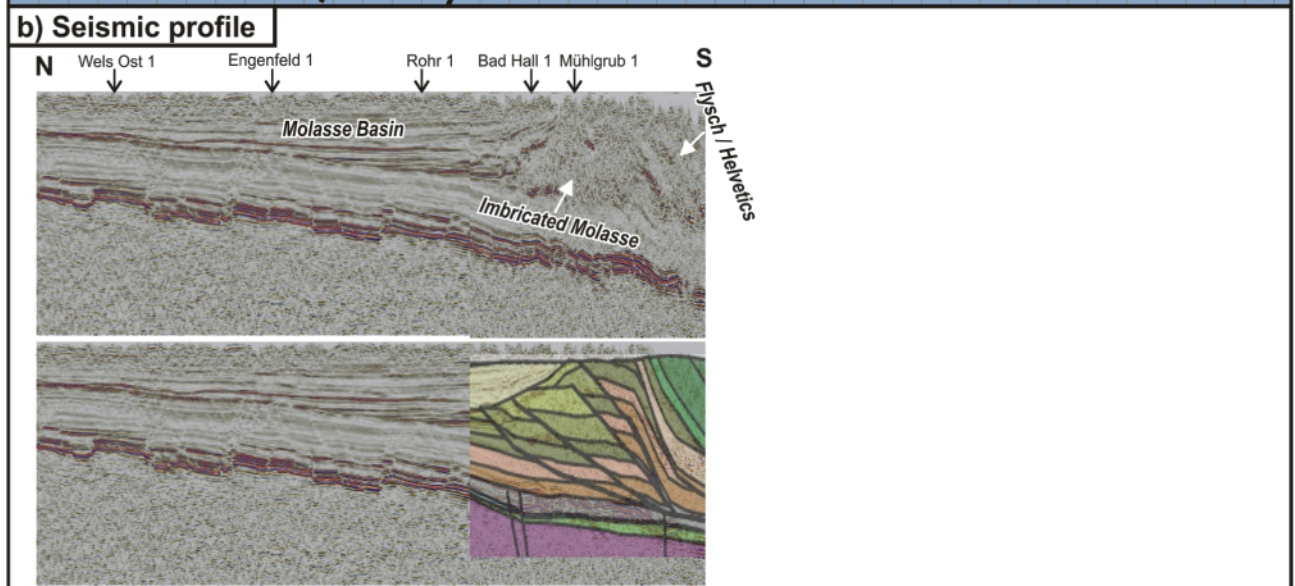 b) Seismic profile
N
Wels Ost 1
Engenfeld 1
Rohr 1
Bad Hall 1
Mühlgrub 1
S
Molasse Basin
Flysch / Helvetics
Imbricated Molasse